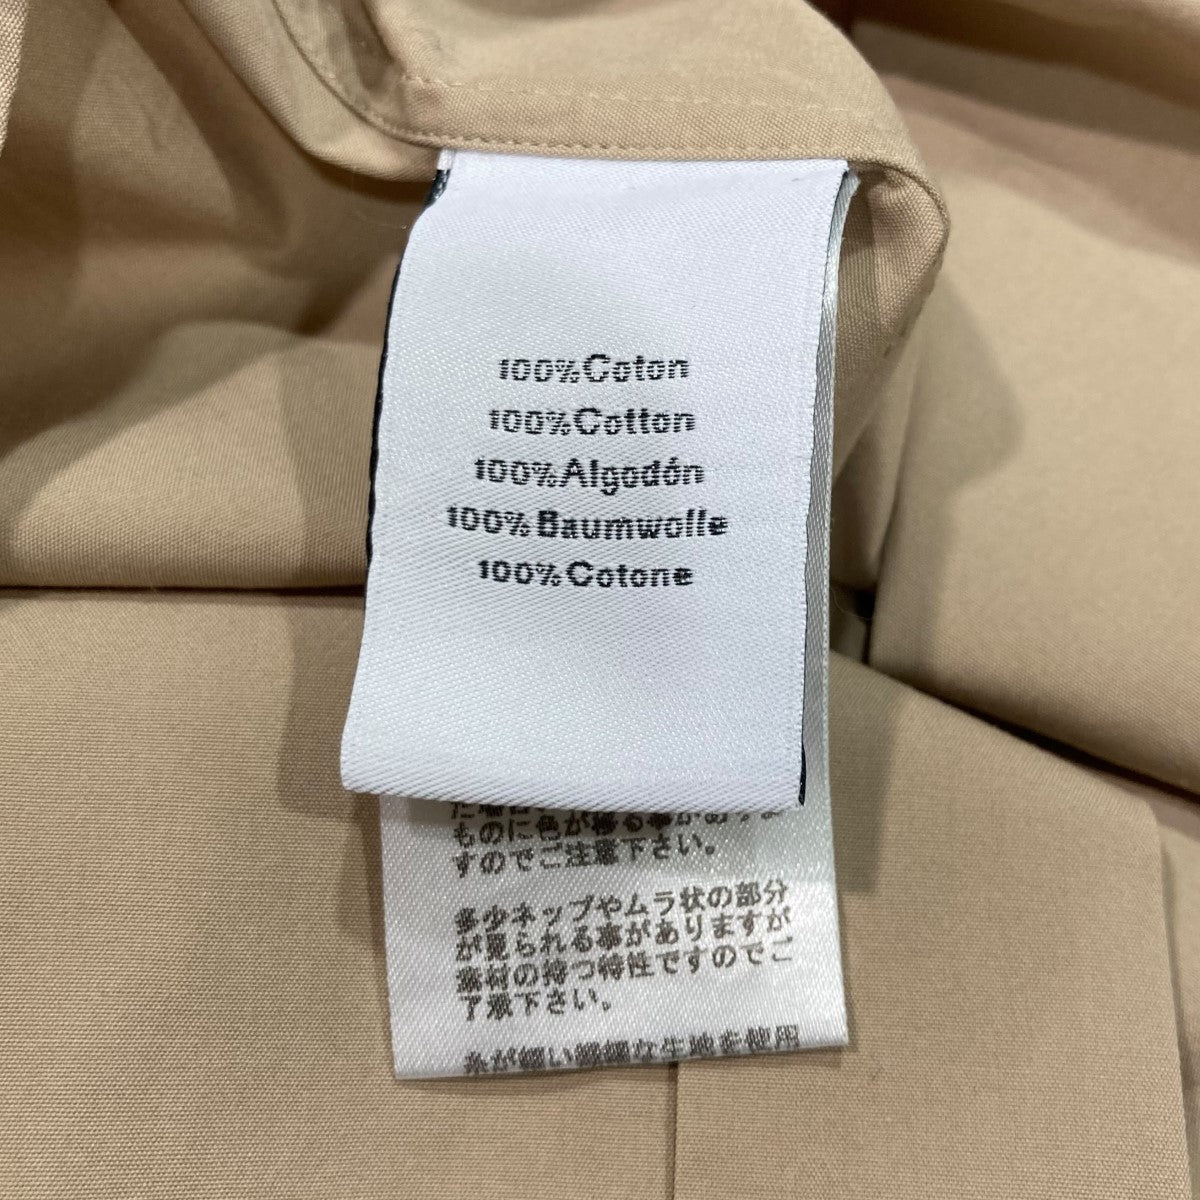 100%Coton
100%Cotton
100%Algodón
100%Baumwolle
100%Cotone
ものに色が移る事があります
すのでご注意下さい。
多少ネップやムラ状の部分
が見られる事がありますが
素材の持つ特性ですのでご
了承下さい。
糸が細い繊細な生地を使用